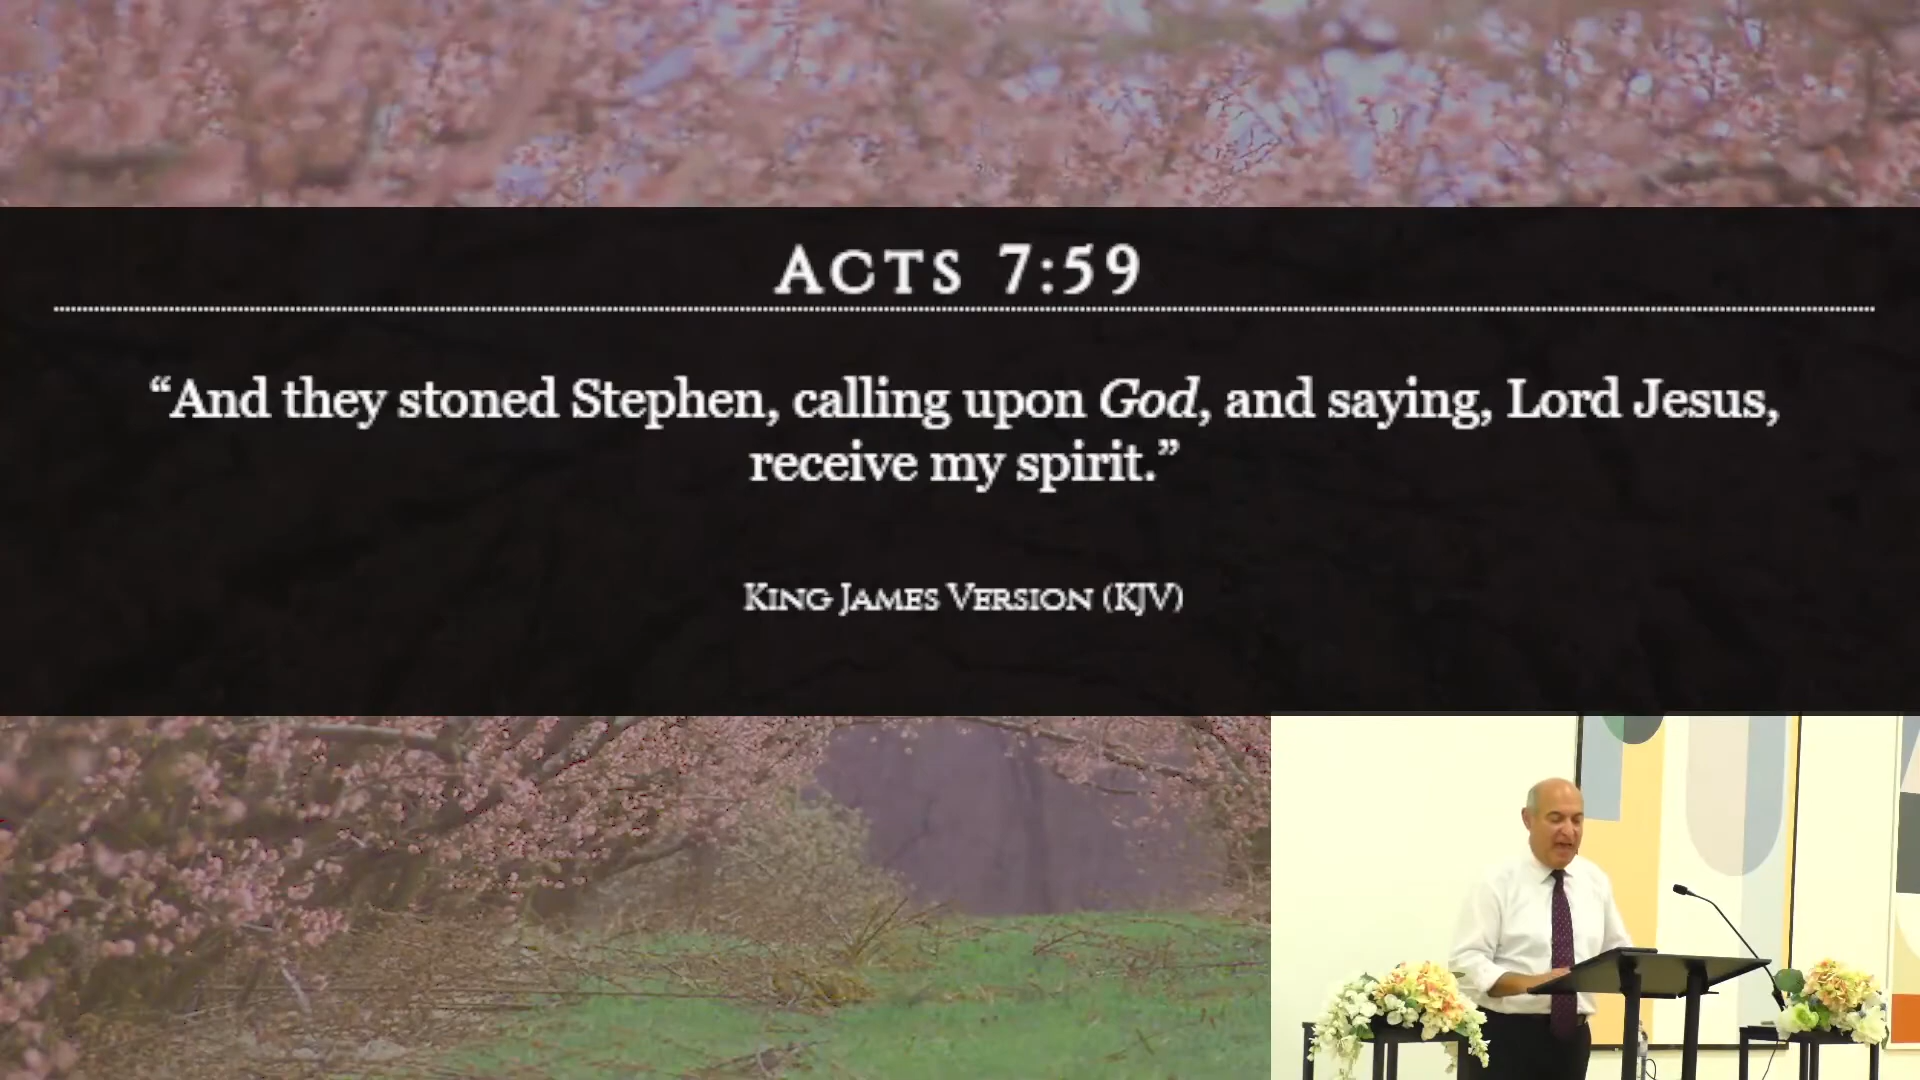 ACTS 7:59
“And they stoned Stephen, calling upon God, and saying, Lord Jesus,
receive my spirit.”
KING JAMES VERSION (KJV)